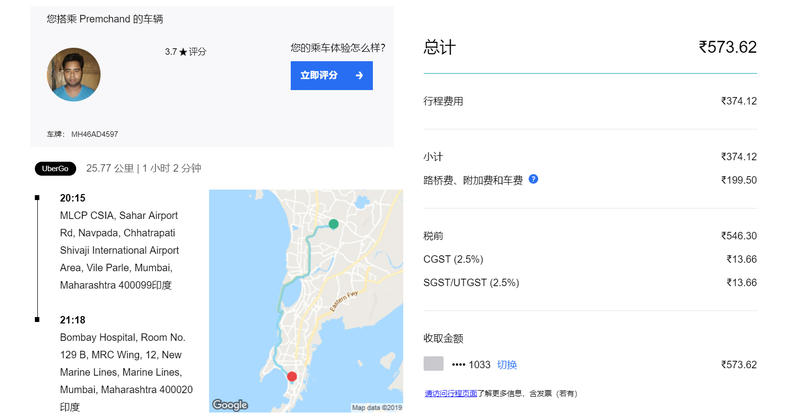 您搭乘 Premchand 的车辆
3.7 ★ 评分
您的乘车体验怎么样?
立即评分 →
车牌: MH46AD4597
UberGo 25.77 公里 | 1 小时 2 分钟
20:15
MLCP CSIA, Sahar Airport
Rd, Navpada, Chhatrapati
Shivaji International Airport
Area, Vile Parle, Mumbai,
Maharashtra 400099印度
21:18
Bombay Hospital, Room No.
129 B, MRC Wing, 12, New
Marine Lines, Marine Lines,
Mumbai, Maharashtra 400020
印度
Eastern Fwy
Google
Map data ©2019
总计 ₹573.62
行程费用 ₹374.12
小计 ₹374.12
路桥费、附加费和车费 ? ₹199.50
税前 ₹546.30
CGST (2.5%) ₹13.66
SGST/UTGST (2.5%) ₹13.66
收取金额
•••• 1033 切换 ₹573.62
请访问行程页面了解更多信息，含发票（若有）